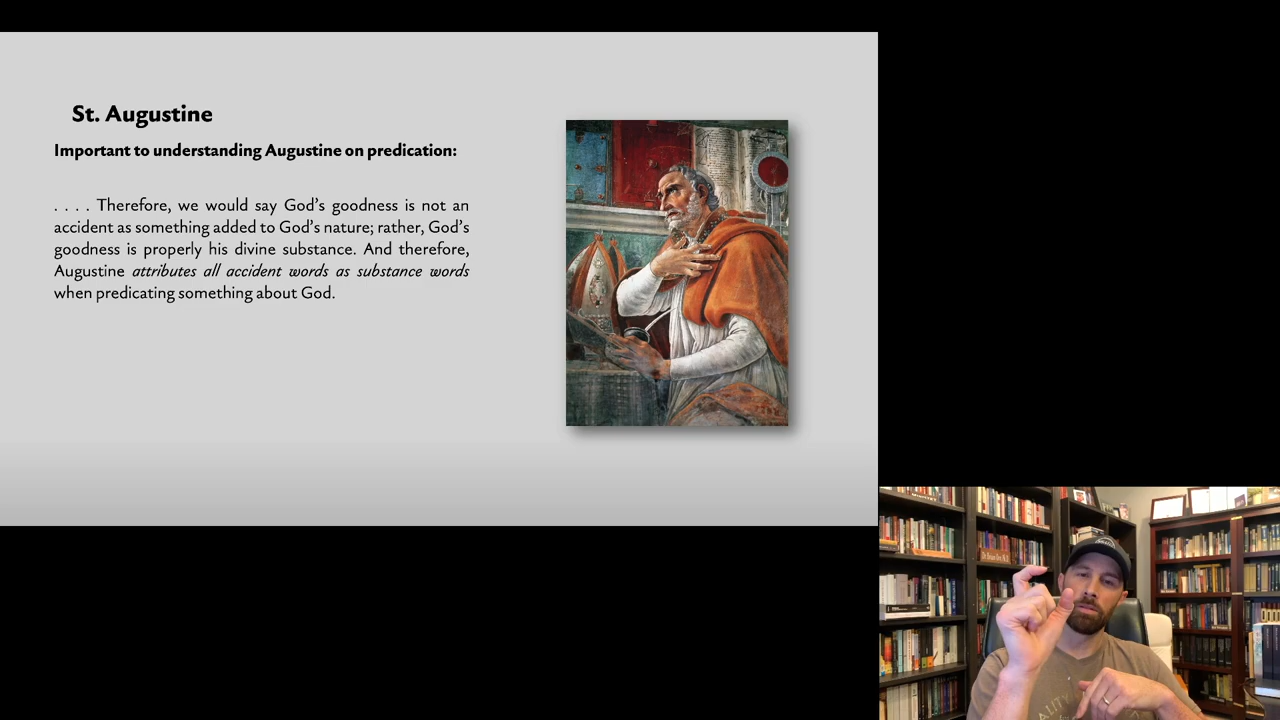 St. Augustine
Important to understanding Augustine on predication:
. . . . Therefore, we would say God’s goodness is not an
accident as something added to God’s nature; rather, God’s
goodness is properly his divine substance. And therefore,
Augustine attributes all accident words as substance words
when predicating something about God.